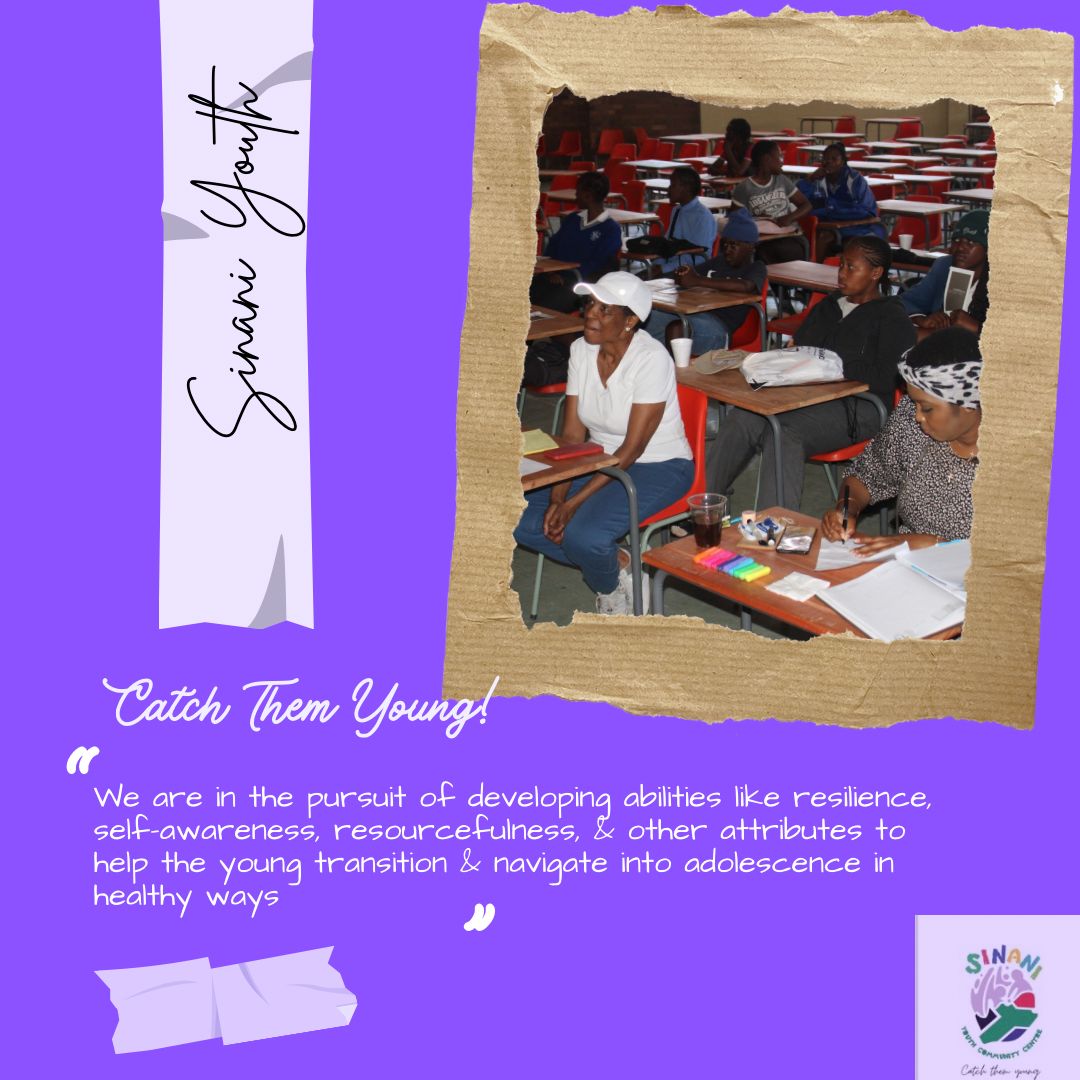 Sinani Youth
Catch Them Young!
"
We are in the pursuit of developing abilities like resilience,
self-awareness, resourcefulness, & other attributes to
help the young transition & navigate into adolescence in
healthy ways
"
SINANI
YOUTH COMMUNITY CENTRE
Catch them young